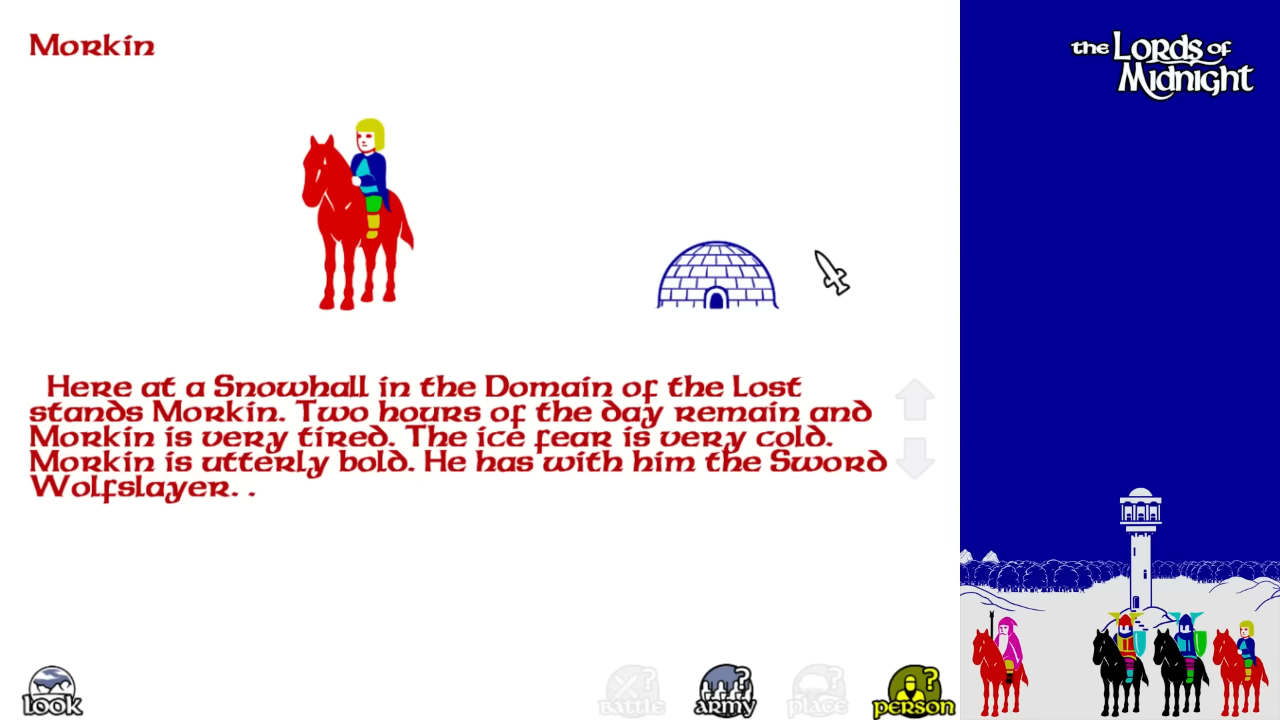 Morkin
the Lords of
Midnight
Here at a Snowhall in the Domain of the Lost
stands Morkin. Two hours of the day remain and
Morkin is very tired. The ice fear is very cold.
Morkin is utterly bold. He has with him the Sword
Wolfslayer. .
look
BATTLE
?
ARMY
?
PLACE
?
PERSON
?